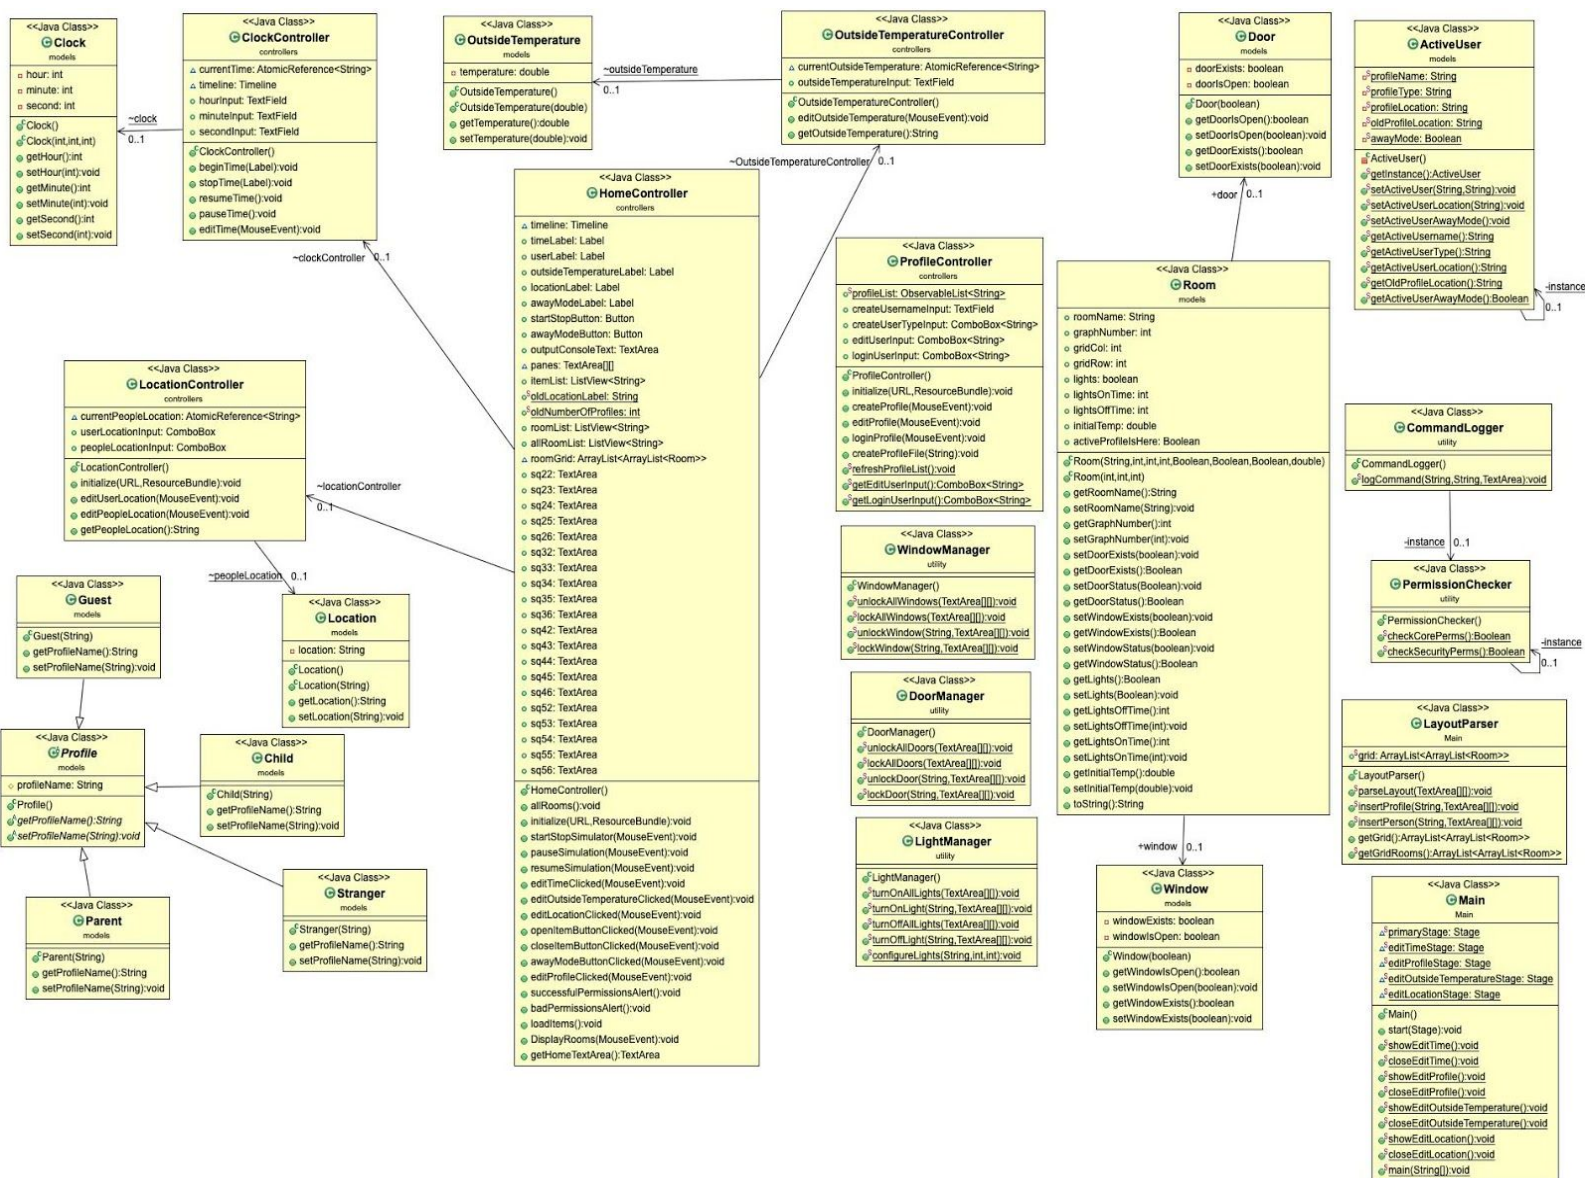 <<Java Class>>
Clock
models
hour: int
minute: int
second: int
Clock()
Clock(int,int,int)
getHour():int
setHour(int):void
getMinute():int
setMinute(int):void
getSecond():int
setSecond(int):void
~clock
0..1
<<Java Class>>
ClockController
controllers
currentTime: AtomicReference<String>
timeline: Timeline
hourInput: TextField
minuteInput: TextField
secondInput: TextField
ClockController()
beginTime(Label):void
stopTime(Label):void
resumeTime():void
pauseTime():void
editTime(MouseEvent):void
~clockController
0..1
<<Java Class>>
OutsideTemperature
models
temperature: double
OutsideTemperature()
OutsideTemperature(double)
getTemperature():double
setTemperature(double):void
~outsideTemperature
0..1
<<Java Class>>
OutsideTemperatureController
controllers
currentOutsideTemperature: AtomicReference<String>
outsideTemperatureInput: TextField
OutsideTemperatureController()
editOutsideTemperature(MouseEvent):void
getOutsideTemperature():String
~OutsideTemperatureController
0..1
<<Java Class>>
Door
models
doorExists: boolean
doorIsOpen: boolean
Door(boolean)
getDoorIsOpen():boolean
setDoorIsOpen(boolean):void
getDoorExists():boolean
setDoorExists(boolean):void
+door
0..1
<<Java Class>>
ActiveUser
models
profileName: String
profileType: String
profileLocation: String
oldProfileLocation: String
awayMode: Boolean
ActiveUser()
getInstance():ActiveUser
setActiveUser(String,String):void
setActiveUserLocation(String):void
setActiveUserAwayMode():void
getActiveUsername():String
getActiveUserType():String
getActiveUserLocation():String
getOldProfileLocation():String
getActiveUserAwayMode():Boolean
-instance
0..1
<<Java Class>>
HomeController
controllers
timeline: Timeline
timeLabel: Label
userLabel: Label
outsideTemperatureLabel: Label
locationLabel: Label
awayModeLabel: Label
startStopButton: Button
awayModeButton: Button
outputConsoleText: TextArea
panes: TextArea[][]
itemList: ListView<String>
oldLocationLabel: String
oldNumberOfProfiles: int
roomList: ListView<String>
allRoomList: ListView<String>
roomGrid: ArrayList<ArrayList<Room>>
sq22: TextArea
sq23: TextArea
sq24: TextArea
sq25: TextArea
sq26: TextArea
sq32: TextArea
sq33: TextArea
sq34: TextArea
sq35: TextArea
sq36: TextArea
sq42: TextArea
sq43: TextArea
sq44: TextArea
sq45: TextArea
sq46: TextArea
sq52: TextArea
sq53: TextArea
sq54: TextArea
sq55: TextArea
sq56: TextArea
HomeController()
allRooms():void
initialize(URL,ResourceBundle):void
startStopSimulator(MouseEvent):void
pauseSimulation(MouseEvent):void
resumeSimulation(MouseEvent):void
editTimeClicked(MouseEvent):void
editOutsideTemperatureClicked(MouseEvent):void
editLocationClicked(MouseEvent):void
openItemButtonClicked(MouseEvent):void
closeItemButtonClicked(MouseEvent):void
awayModeButtonClicked(MouseEvent):void
editProfileClicked(MouseEvent):void
successfulPermissionsAlert():void
badPermissionsAlert():void
loadItems():void
DisplayRooms(MouseEvent):void
getHomeTextArea():TextArea
<<Java Class>>
ProfileController
controllers
profileList: ObservableList<String>
createUsernameInput: TextField
createUserTypeInput: ComboBox<String>
editUserInput: ComboBox<String>
loginUserInput: ComboBox<String>
ProfileController()
initialize(URL,ResourceBundle):void
createProfile(MouseEvent):void
editProfile(MouseEvent):void
loginProfile(MouseEvent):void
createProfileFile(String):void
refreshProfileList():void
getEditUserInput():ComboBox<String>
getLoginUserInput():ComboBox<String>
<<Java Class>>
Room
models
roomName: String
graphNumber: int
gridCol: int
gridRow: int
lights: boolean
lightsOnTime: int
lightsOffTime: int
initialTemp: double
activeProfileIsHere: Boolean
Room(String,int,int,int,Boolean,Boolean,Boolean,double)
Room(int,int,int)
getRoomName():String
setRoomName(String):void
getGraphNumber():int
setGraphNumber(int):void
setDoorExists(boolean):void
getDoorExists():Boolean
setDoorStatus(Boolean):void
getDoorStatus():Boolean
setWindowExists(boolean):void
getWindowExists():Boolean
setWindowStatus(boolean):void
getWindowStatus():Boolean
getLights():Boolean
setLights(Boolean):void
getLightsOffTime():int
setLightsOffTime(int):void
getLightsOnTime():int
setLightsOnTime(int):void
getInitialTemp():double
setInitialTemp(double):void
toString():String
+window
0..1
<<Java Class>>
LocationController
controllers
currentPeopleLocation: AtomicReference<String>
userLocationInput: ComboBox
peopleLocationInput: ComboBox
LocationController()
initialize(URL,ResourceBundle):void
editUserLocation(MouseEvent):void
editPeopleLocation(MouseEvent):void
getPeopleLocation():String
~locationController
0..1
~peopleLocation
0..1
<<Java Class>>
CommandLogger
utility
CommandLogger()
logCommand(String,String,TextArea):void
-instance
0..1
<<Java Class>>
PermissionChecker
utility
PermissionChecker()
checkCorePerms():Boolean
checkSecurityPerms():Boolean
-instance
0..1
<<Java Class>>
WindowManager
utility
WindowManager()
unlockAllWindows(TextArea[][]):void
lockAllWindows(TextArea[][]):void
unlockWindow(String,TextArea[][]):void
lockWindow(String,TextArea[][]):void
<<Java Class>>
Guest
models
Guest(String)
getProfileName():String
setProfileName(String):void
<<Java Class>>
Location
models
location: String
Location()
Location(String)
getLocation():String
setLocation(String):void
<<Java Class>>
DoorManager
utility
DoorManager()
unlockAllDoors(TextArea[][]):void
lockAllDoors(TextArea[][]):void
unlockDoor(String,TextArea[][]):void
lockDoor(String,TextArea[][]):void
<<Java Class>>
LayoutParser
Main
grid: ArrayList<ArrayList<Room>>
LayoutParser()
parseLayout(TextArea[][]):void
insertProfile(String,TextArea[][]):void
insertPerson(String,TextArea[][]):void
getGrid():ArrayList<ArrayList<Room>>
getGridRooms():ArrayList<ArrayList<Room>>
<<Java Class>>
Profile
models
profileName: String
Profile()
getProfileName():String
setProfileName(String):void
<<Java Class>>
Child
models
Child(String)
getProfileName():String
setProfileName(String):void
<<Java Class>>
LightManager
utility
LightManager()
turnOnAllLights(TextArea[][]):void
turnOnLight(String,TextArea[][]):void
turnOffAllLights(TextArea[][]):void
turnOffLight(String,TextArea[][]):void
configureLights(String,int,int):void
<<Java Class>>
Window
models
windowExists: boolean
windowIsOpen: boolean
Window(boolean)
getWindowIsOpen():boolean
setWindowIsOpen(boolean):void
getWindowExists():boolean
setWindowExists(boolean):void
<<Java Class>>
Parent
models
Parent(String)
getProfileName():String
setProfileName(String):void
<<Java Class>>
Stranger
models
Stranger(String)
getProfileName():String
setProfileName(String):void
<<Java Class>>
Main
Main
primaryStage: Stage
editTimeStage: Stage
editProfileStage: Stage
editOutsideTemperatureStage: Stage
editLocationStage: Stage
Main()
start(Stage):void
showEditTime():void
closeEditTime():void
showEditProfile():void
closeEditProfile():void
showEditOutsideTemperature():void
closeEditOutsideTemperature():void
showEditLocation():void
closeEditLocation():void
main(String[]):void